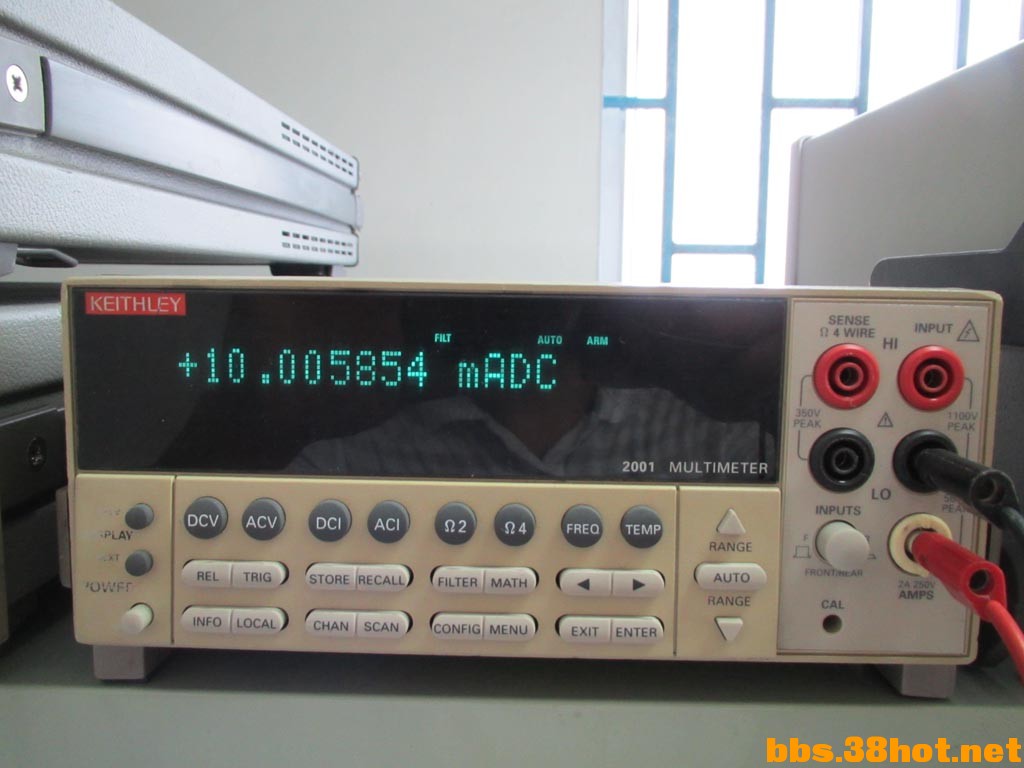 KEITHLEY
FILT AUTO ARM
+10.005854 mADC
2001 MULTIMETER
SENSE
Ω 4 WIRE
INPUT
HI
350V
PEAK
1100V
PEAK
LO
INPUTS
FRONT/REAR
2A 250V
AMPS
CAL
DCV ACV DCI ACI Ω2 Ω4 FREQ TEMP
REL TRIG STORE RECALL FILTER MATH
INFO LOCAL CHAN SCAN CONFIG MENU EXIT ENTER
RANGE
AUTO
RANGE
POWER
bbs.38hot.net